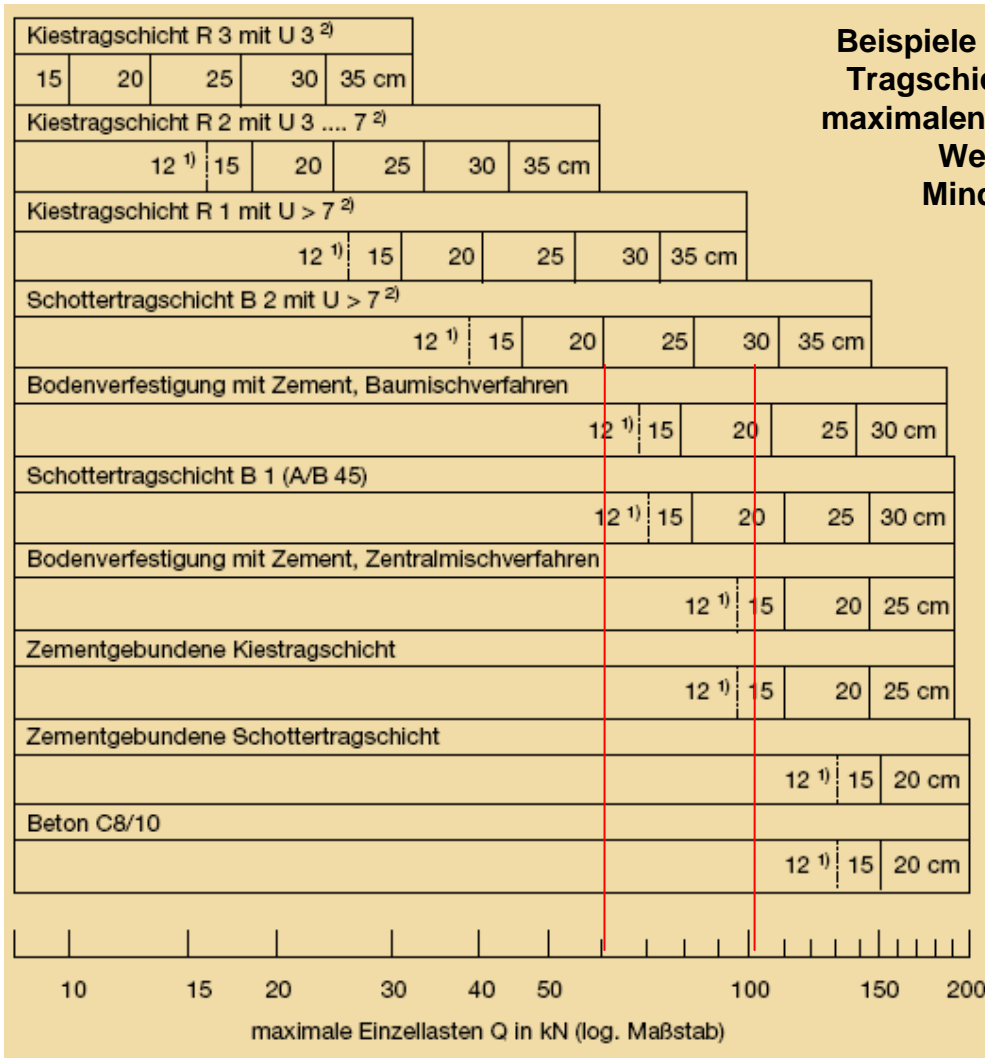 Kiestragschicht R 3 mit U 3 2)
15 20 25 30 35 cm
Kiestragschicht R 2 mit U 3 .... 7 2)
12 1) 15 20 25 30 35 cm
Kiestragschicht R 1 mit U > 7 2)
12 1) 15 20 25 30 35 cm
Schottertragschicht B 2 mit U > 7 2)
12 1) 15 20 25 30 35 cm
Bodenverfestigung mit Zement, Baumischverfahren
12 1) 15 20 25 30 cm
Schottertragschicht B 1 (A/B 45)
12 1) 15 20 25 30 cm
Bodenverfestigung mit Zement, Zentralmischverfahren
12 1) 15 20 25 cm
Zementgebundene Kiestragschicht
12 1) 15 20 25 cm
Zementgebundene Schottertragschicht
12 1) 15 20 cm
Beton C8/10
12 1) 15 20 cm
10 15 20 30 40 50 100 150 200
maximale Einzellasten Q in kN (log. Maßstab)
Beispiele
Tragschie
maximalen
We
Mind